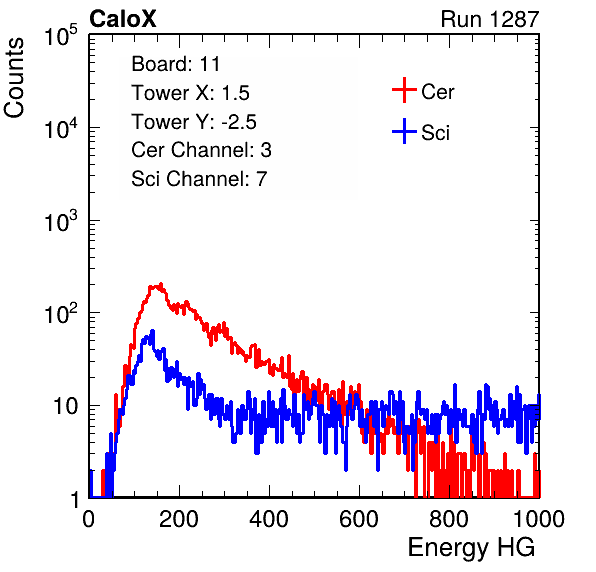 CaloX Run 1287
Counts
10^5
10^4
10^3
10^2
10
1
Board: 11
Tower X: 1.5
Tower Y: -2.5
Cer Channel: 3
Sci Channel: 7
Cer
Sci
0 200 400 600 800 1000
Energy HG